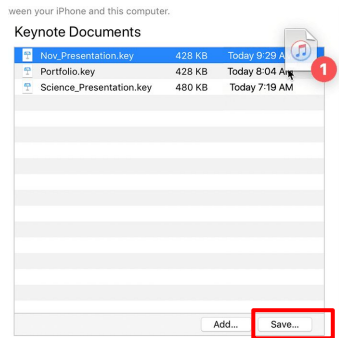 ween your iPhone and this computer.
Keynote Documents
Nov_Presentation.key 428 KB Today 9:29 A
Portfolio.key 428 KB Today 8:04 AM
1
Science_Presentation.key 480 KB Today 7:19 AM
Add... Save...